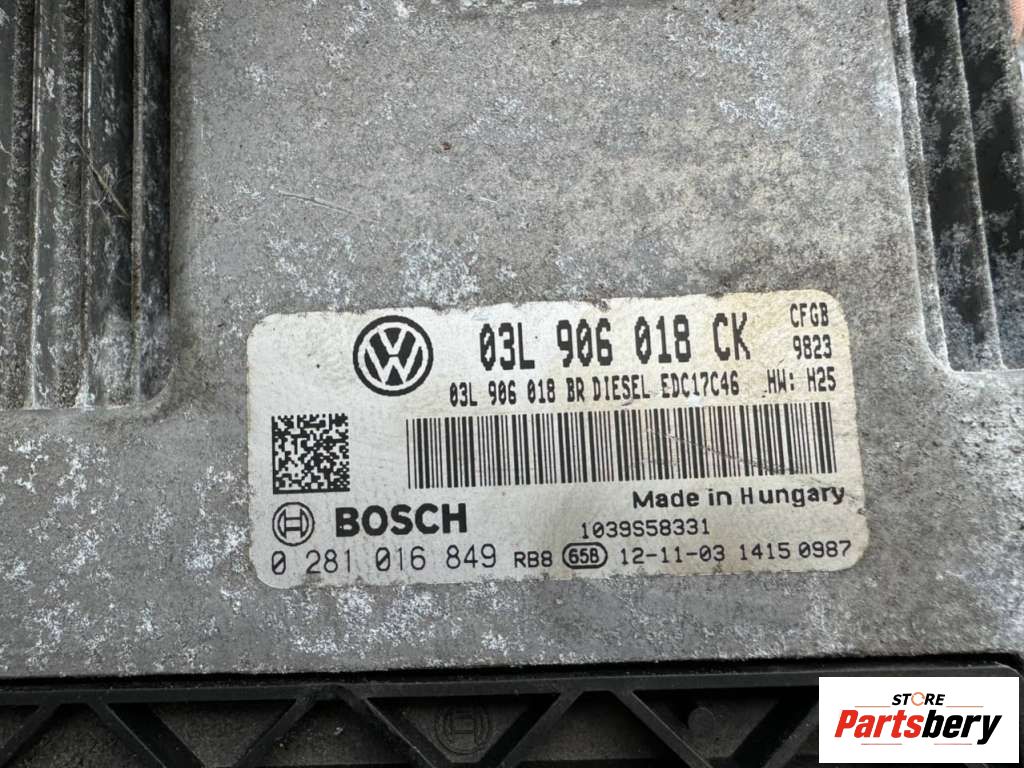 03L 906 018 CK CFGB
9823
03L 906 018 BR DIESEL EDC17C46 HW: H25
Made in Hungary
BOSCH
1039S58331
0 281 016 849 RB8 65B 12-11-03 1415 0987
STORE
Partsbery